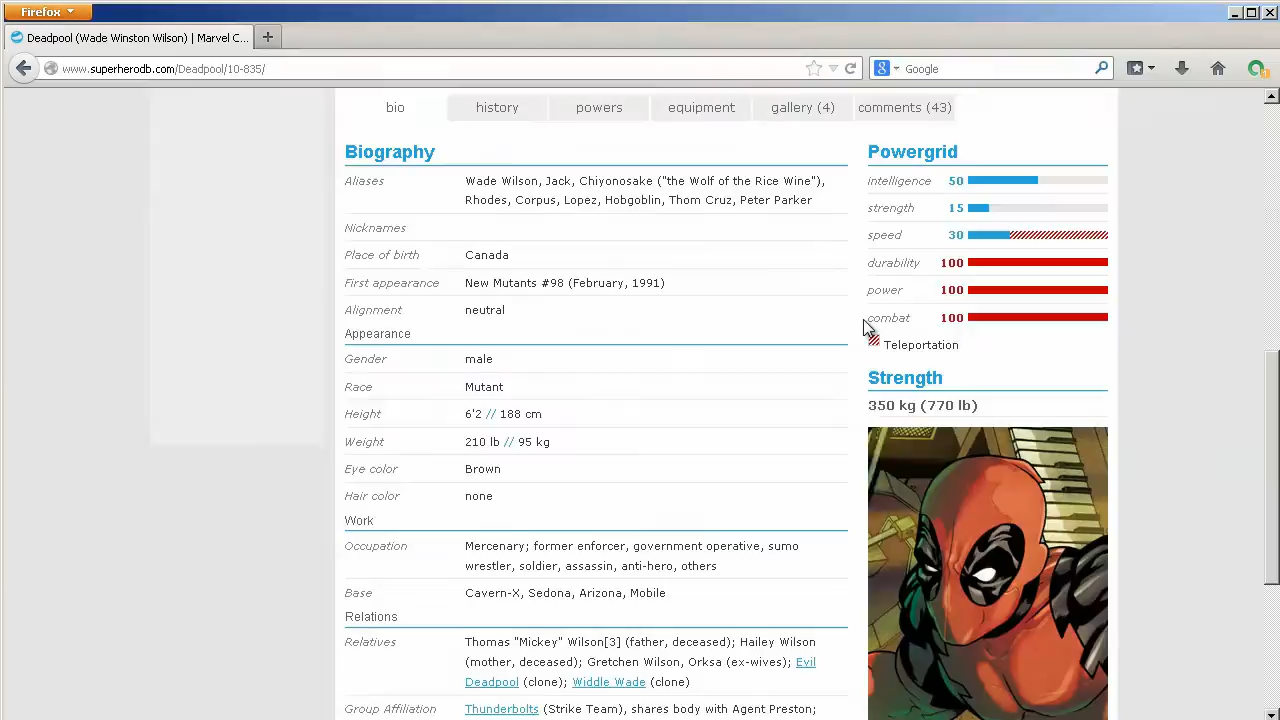 Firefox
Deadpool (Wade Winston Wilson) | Marvel C...
www.superherodb.com/Deadpool/10-835/
Google
bio
history
powers
equipment
gallery (4)
comments (43)
Biography
Aliases
Wade Wilson, Jack, Chiyonosake ("the Wolf of the Rice Wine"),
Rhodes, Corpus, Lopez, Hobgoblin, Thom Cruz, Peter Parker
Nicknames
Place of birth
Canada
First appearance
New Mutants #98 (February, 1991)
Alignment
neutral
Appearance
Gender
male
Race
Mutant
Height
6'2 // 188 cm
Weight
210 lb // 95 kg
Eye color
Brown
Hair color
none
Work
Occupation
Mercenary; former enforcer, government operative, sumo
wrestler, soldier, assassin, anti-hero, others
Base
Cavern-X, Seqana, Arizona, Mobile
Relations
Relatives
Thomas "Mickey" Wilson[3] (father, deceased); Hailey Wilson
(mother, deceased); Gretchen Wilson, Orksa (ex-wives); Evil
Deadpool (clone); Widdle Wade (clone)
Group Affiliation
Thunderbolts (Strike Team), shares body with Agent Preston;
Powergrid
intelligence 50
strength 15
speed 30
durability 100
power 100
combat 100
Teleportation
Strength
350 kg (770 lb)